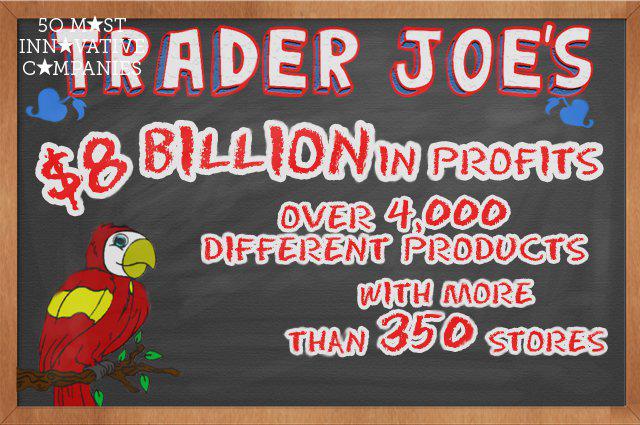 50 M★ST
INN★VATIVE
C★MPANIES
TRADER JOE'S
$8 BILLION IN PROFITS
OVER 4,000
DIFFERENT PRODUCTS
WITH MORE
THAN 350 STORES